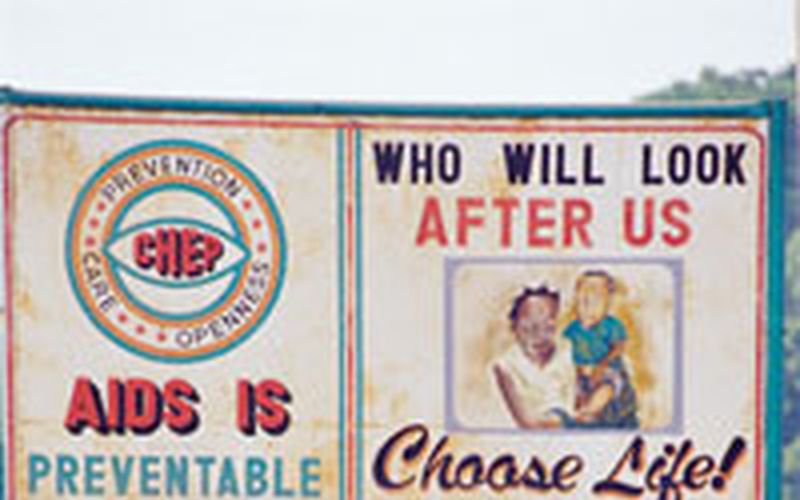 PREVENTION
CHEP
CARE
OPENNESS
AIDS IS
PREVENTABLE
WHO WILL LOOK
AFTER US
Choose Life!